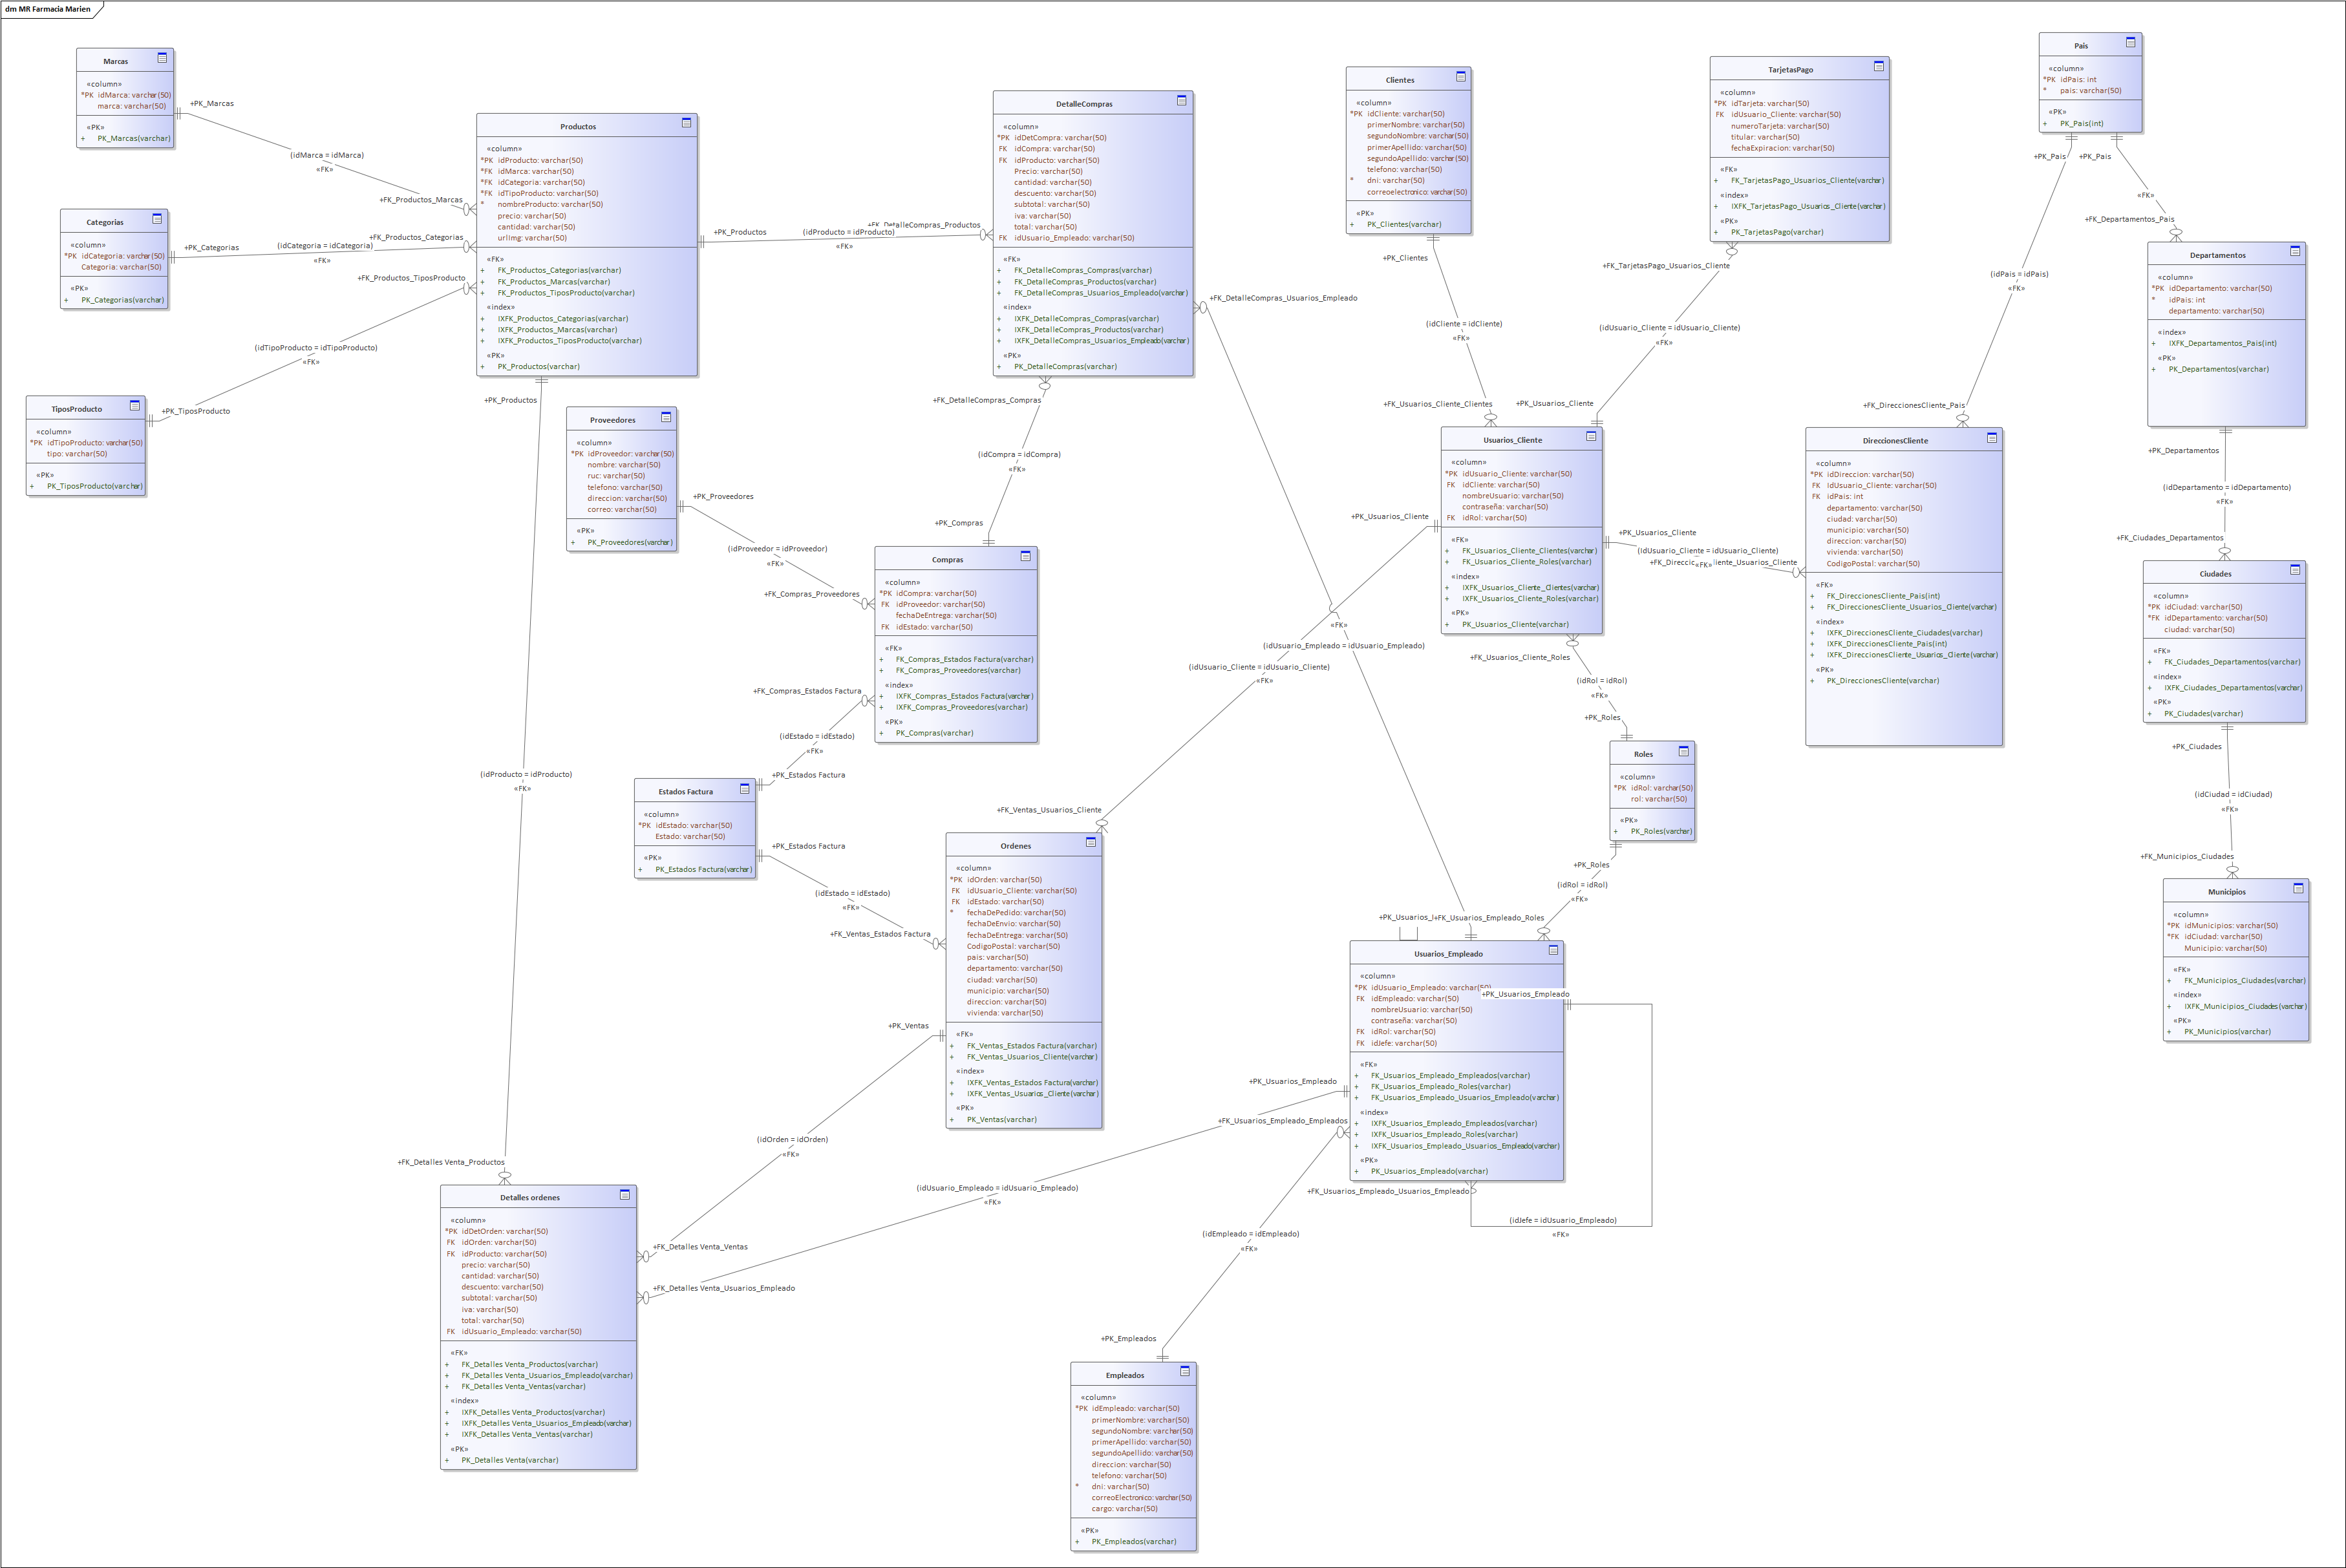 dm MR Farmacia Marien
Marcas
«column»
*PK idMarca: varchar(50)
marca: varchar(50)
«PK»
+ PK_Marcas(varchar)
+PK_Marcas
(idMarca = idMarca)
«FK»
+FK_Productos_Marcas
Categorias
«column»
*PK idCategoria: varchar(50)
Categoria: varchar(50)
«PK»
+ PK_Categorias(varchar)
+PK_Categorias
(idCategoria = idCategoria)
«FK»
+FK_Productos_Categorias
TiposProducto
«column»
*PK idTipoProducto: varchar(50)
tipo: varchar(50)
«PK»
+ PK_TiposProducto(varchar)
+PK_TiposProducto
(idTipoProducto = idTipoProducto)
«FK»
+FK_Productos_TiposProducto
Productos
«column»
*PK idProducto: varchar(50)
*FK idMarca: varchar(50)
*FK idCategoria: varchar(50)
*FK idTipoProducto: varchar(50)
* nombreProducto: varchar(50)
precio: varchar(50)
cantidad: varchar(50)
urlImg: varchar(50)
«FK»
+ FK_Productos_Categorias(varchar)
+ FK_Productos_Marcas(varchar)
+ FK_Productos_TiposProducto(varchar)
«index»
+ IXFK_Productos_Categorias(varchar)
+ IXFK_Productos_Marcas(varchar)
+ IXFK_Productos_TiposProducto(varchar)
«PK»
+ PK_Productos(varchar)
+PK_Productos
(idProducto = idProducto)
«FK»
+FK_DetalleCompras_Productos
+PK_Productos
(idProducto = idProducto)
«FK»
+FK_Detalles Venta_Productos
DetalleCompras
«column»
*PK idDetCompra: varchar(50)
FK idCompra: varchar(50)
FK idProducto: varchar(50)
Precio: varchar(50)
cantidad: varchar(50)
descuento: varchar(50)
subtotal: varchar(50)
iva: varchar(50)
total: varchar(50)
FK idUsuario_Empleado: varchar(50)
«FK»
+ FK_DetalleCompras_Compras(varchar)
+ FK_DetalleCompras_Productos(varchar)
+ FK_DetalleCompras_Usuarios_Empleado(varchar)
«index»
+ IXFK_DetalleCompras_Compras(varchar)
+ IXFK_DetalleCompras_Productos(varchar)
+ IXFK_DetalleCompras_Usuarios_Empleado(varchar)
«PK»
+ PK_DetalleCompras(varchar)
+FK_DetalleCompras_Usuarios_Empleado
«FK»
(idUsuario_Empleado = idUsuario_Empleado)
+FK_DetalleCompras_Compras
(idCompra = idCompra)
«FK»
+PK_Compras
Proveedores
«column»
*PK idProveedor: varchar(50)
nombre: varchar(50)
ruc: varchar(50)
telefono: varchar(50)
direccion: varchar(50)
correo: varchar(50)
«PK»
+ PK_Proveedores(varchar)
+PK_Proveedores
(idProveedor = idProveedor)
«FK»
+FK_Compras_Proveedores
Compras
«column»
*PK idCompra: varchar(50)
FK idProveedor: varchar(50)
fechaDeEntrega: varchar(50)
FK idEstado: varchar(50)
«FK»
+ FK_Compras_Estados Factura(varchar)
+ FK_Compras_Proveedores(varchar)
«index»
+ IXFK_Compras_Estados Factura(varchar)
+ IXFK_Compras_Proveedores(varchar)
«PK»
+ PK_Compras(varchar)
+FK_Compras_Estados Factura
(idEstado = idEstado)
«FK»
+PK_Estados Factura
Estados Factura
«column»
*PK idEstado: varchar(50)
Estado: varchar(50)
«PK»
+ PK_Estados Factura(varchar)
+PK_Estados Factura
(idEstado = idEstado)
«FK»
+FK_Ventas_Estados Factura
Clientes
«column»
*PK idCliente: varchar(50)
primerNombre: varchar(50)
segundoNombre: varchar(50)
primerApellido: varchar(50)
segundoApellido: varchar(50)
telefono: varchar(50)
* dni: varchar(50)
correoelectronico: varchar(50)
«PK»
+ PK_Clientes(varchar)
+PK_Clientes
(idCliente = idCliente)
«FK»
+FK_Usuarios_Cliente_Clientes
TarjetasPago
«column»
*PK idTarjeta: varchar(50)
FK idUsuario_Cliente: varchar(50)
numeroTarjeta: varchar(50)
titular: varchar(50)
fechaExpiracion: varchar(50)
«FK»
+ FK_TarjetasPago_Usuarios_Cliente(varchar)
«index»
+ IXFK_TarjetasPago_Usuarios_Cliente(varchar)
«PK»
+ PK_TarjetasPago(varchar)
+FK_TarjetasPago_Usuarios_Cliente
(idUsuario_Cliente = idUsuario_Cliente)
«FK»
+PK_Usuarios_Cliente
Usuarios_Cliente
«column»
*PK idUsuario_Cliente: varchar(50)
FK idCliente: varchar(50)
nombreUsuario: varchar(50)
contraseña: varchar(50)
FK idRol: varchar(50)
«FK»
+ FK_Usuarios_Cliente_Clientes(varchar)
+ FK_Usuarios_Cliente_Roles(varchar)
«index»
+ IXFK_Usuarios_Cliente_Clientes(varchar)
+ IXFK_Usuarios_Cliente_Roles(varchar)
«PK»
+ PK_Usuarios_Cliente(varchar)
+PK_Usuarios_Cliente
(idUsuario_Cliente = idUsuario_Cliente)
«FK»
+FK_Ventas_Usuarios_Cliente
+PK_Usuarios_Cliente
(idUsuario_Cliente = idUsuario_Cliente)
«FK»
+FK_Usuarios_Cliente_Roles
(idRol = idRol)
«FK»
+PK_Roles
Pais
«column»
*PK idPais: int
* pais: varchar(50)
«PK»
+ PK_Pais(int)
+PK_Pais
+PK_Pais
«FK»
+FK_Departamentos_Pais
(idPais = idPais)
«FK»
+FK_DireccionesCliente_Pais
Departamentos
«column»
*PK idDepartamento: varchar(50)
* idPais: int
departamento: varchar(50)
«index»
+ IXFK_Departamentos_Pais(int)
«PK»
+ PK_Departamentos(varchar)
+PK_Departamentos
(idDepartamento = idDepartamento)
«FK»
+FK_Ciudades_Departamentos
DireccionesCliente
«column»
*PK idDireccion: varchar(50)
FK idUsuario_Cliente: varchar(50)
FK idPais: int
departamento: varchar(50)
ciudad: varchar(50)
municipio: varchar(50)
direccion: varchar(50)
vivienda: varchar(50)
CodigoPostal: varchar(50)
«FK»
+ FK_DireccionesCliente_Pais(int)
+ FK_DireccionesCliente_Usuarios_Cliente(varchar)
«index»
+ IXFK_DireccionesCliente_Ciudades(varchar)
+ IXFK_DireccionesCliente_Pais(int)
+ IXFK_DireccionesCliente_Usuarios_Cliente(varchar)
«PK»
+ PK_DireccionesCliente(varchar)
Ciudades
«column»
*PK idCiudad: varchar(50)
*FK idDepartamento: varchar(50)
ciudad: varchar(50)
«FK»
+ FK_Ciudades_Departamentos(varchar)
«index»
+ IXFK_Ciudades_Departamentos(varchar)
«PK»
+ PK_Ciudades(varchar)
+PK_Ciudades
(idCiudad = idCiudad)
«FK»
+FK_Municipios_Ciudades
Municipios
«column»
*PK idMunicipios: varchar(50)
*FK idCiudad: varchar(50)
Municipio: varchar(50)
«FK»
+ FK_Municipios_Ciudades(varchar)
«index»
+ IXFK_Municipios_Ciudades(varchar)
«PK»
+ PK_Municipios(varchar)
Roles
«column»
*PK idRol: varchar(50)
rol: varchar(50)
«PK»
+ PK_Roles(varchar)
+PK_Roles
(idRol = idRol)
«FK»
+FK_Usuarios_Empleado_Roles
Ordenes
«column»
*PK idOrden: varchar(50)
FK idUsuario_Cliente: varchar(50)
FK idEstado: varchar(50)
* fechaDePedido: varchar(50)
fechaDeEnvio: varchar(50)
fechaDeEntrega: varchar(50)
CodigoPostal: varchar(50)
pais: varchar(50)
departamento: varchar(50)
ciudad: varchar(50)
municipio: varchar(50)
direccion: varchar(50)
vivienda: varchar(50)
«FK»
+ FK_Ventas_Estados Factura(varchar)
+ FK_Ventas_Usuarios_Cliente(varchar)
«index»
+ IXFK_Ventas_Estados Factura(varchar)
+ IXFK_Ventas_Usuarios_Cliente(varchar)
«PK»
+ PK_Ventas(varchar)
+PK_Ventas
(idOrden = idOrden)
«FK»
+FK_Detalles Venta_Ventas
Usuarios_Empleado
«column»
*PK idUsuario_Empleado: varchar(50)
FK idEmpleado: varchar(50)
nombreUsuario: varchar(50)
contraseña: varchar(50)
FK idRol: varchar(50)
FK idJefe: varchar(50)
«FK»
+ FK_Usuarios_Empleado_Empleados(varchar)
+ FK_Usuarios_Empleado_Roles(varchar)
+ FK_Usuarios_Empleado_Usuarios_Empleado(varchar)
«index»
+ IXFK_Usuarios_Empleado_Empleados(varchar)
+ IXFK_Usuarios_Empleado_Roles(varchar)
+ IXFK_Usuarios_Empleado_Usuarios_Empleado(varchar)
«PK»
+ PK_Usuarios_Empleado(varchar)
+PK_Usuarios_Empleado
+FK_Usuarios_Empleado_Usuarios_Empleado
(idJefe = idUsuario_Empleado)
«FK»
+PK_Usuarios_Empleado
(idUsuario_Empleado = idUsuario_Empleado)
«FK»
+FK_Detalles Venta_Usuarios_Empleado
+FK_Usuarios_Empleado_Empleados
(idEmpleado = idEmpleado)
«FK»
+PK_Empleados
Detalles ordenes
«column»
*PK idDetOrden: varchar(50)
FK idOrden: varchar(50)
FK idProducto: varchar(50)
precio: varchar(50)
cantidad: varchar(50)
descuento: varchar(50)
subtotal: varchar(50)
iva: varchar(50)
total: varchar(50)
FK idUsuario_Empleado: varchar(50)
«FK»
+ FK_Detalles Venta_Productos(varchar)
+ FK_Detalles Venta_Usuarios_Empleado(varchar)
+ FK_Detalles Venta_Ventas(varchar)
«index»
+ IXFK_Detalles Venta_Productos(varchar)
+ IXFK_Detalles Venta_Usuarios_Empleado(varchar)
+ IXFK_Detalles Venta_Ventas(varchar)
«PK»
+ PK_Detalles Venta(varchar)
Empleados
«column»
*PK idEmpleado: varchar(50)
primerNombre: varchar(50)
segundoNombre: varchar(50)
primerApellido: varchar(50)
segundoApellido: varchar(50)
direccion: varchar(50)
telefono: varchar(50)
* dni: varchar(50)
correoElectronico: varchar(50)
cargo: varchar(50)
«PK»
+ PK_Empleados(varchar)